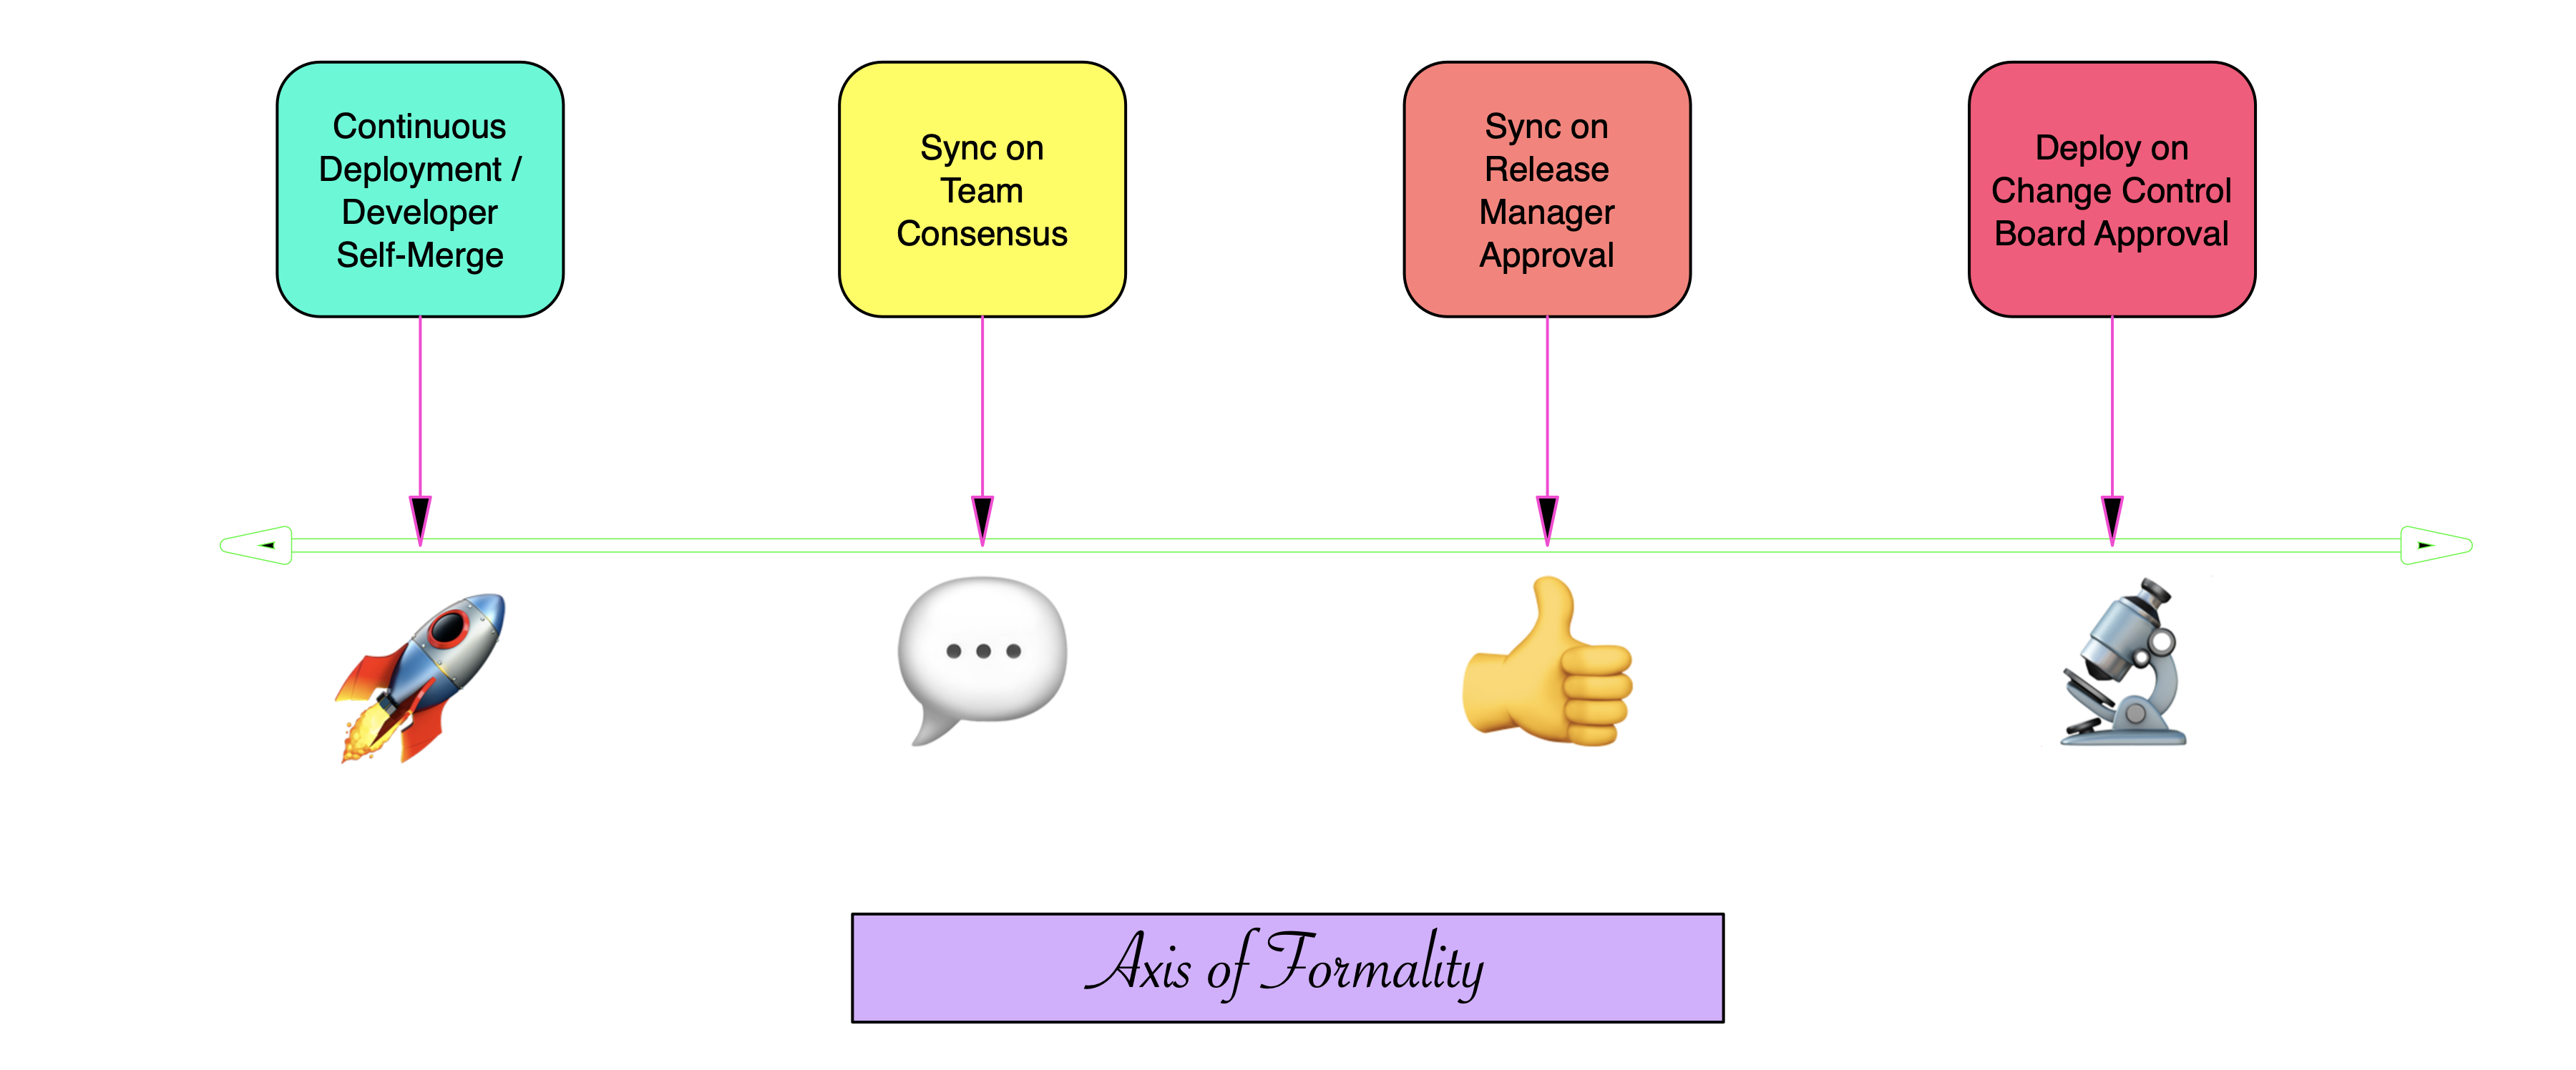 Continuous
Deployment /
Developer
Self-Merge
Sync on
Team
Consensus
Sync on
Release
Manager
Approval
Deploy on
Change Control
Board Approval
Axis of Formality